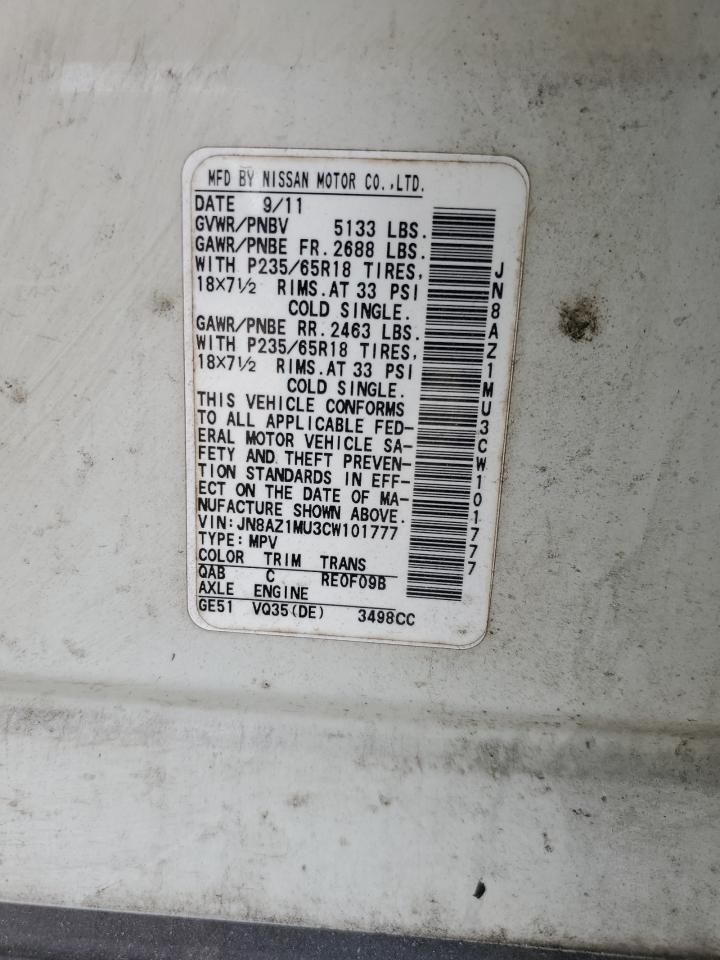 MFD BY NISSAN MOTOR CO.,LTD.
DATE 9/11
GVWR/PNBV 5133 LBS.
GAWR/PNBE FR. 2688 LBS.
WITH P235/65R18 TIRES,
18X7½ RIMS. AT 33 PSI
COLD SINGLE.
GAWR/PNBE RR. 2463 LBS.
WITH P235/65R18 TIRES,
18X7½ RIMS. AT 33 PSI
COLD SINGLE.
THIS VEHICLE CONFORMS
TO ALL APPLICABLE FED-
ERAL MOTOR VEHICLE SA-
FETY AND THEFT PREVEN-
TION STANDARDS IN EFF-
ECT ON THE DATE OF MA-
NUFACTURE SHOWN ABOVE.
VIN:JN8AZ1MU3CW101777
TYPE:MPV
COLOR TRIM TRANS
QAB C RE0F09B
AXLE ENGINE
GE51 VQ35(DE) 3498CC
JN8AZ1MU3CW101777